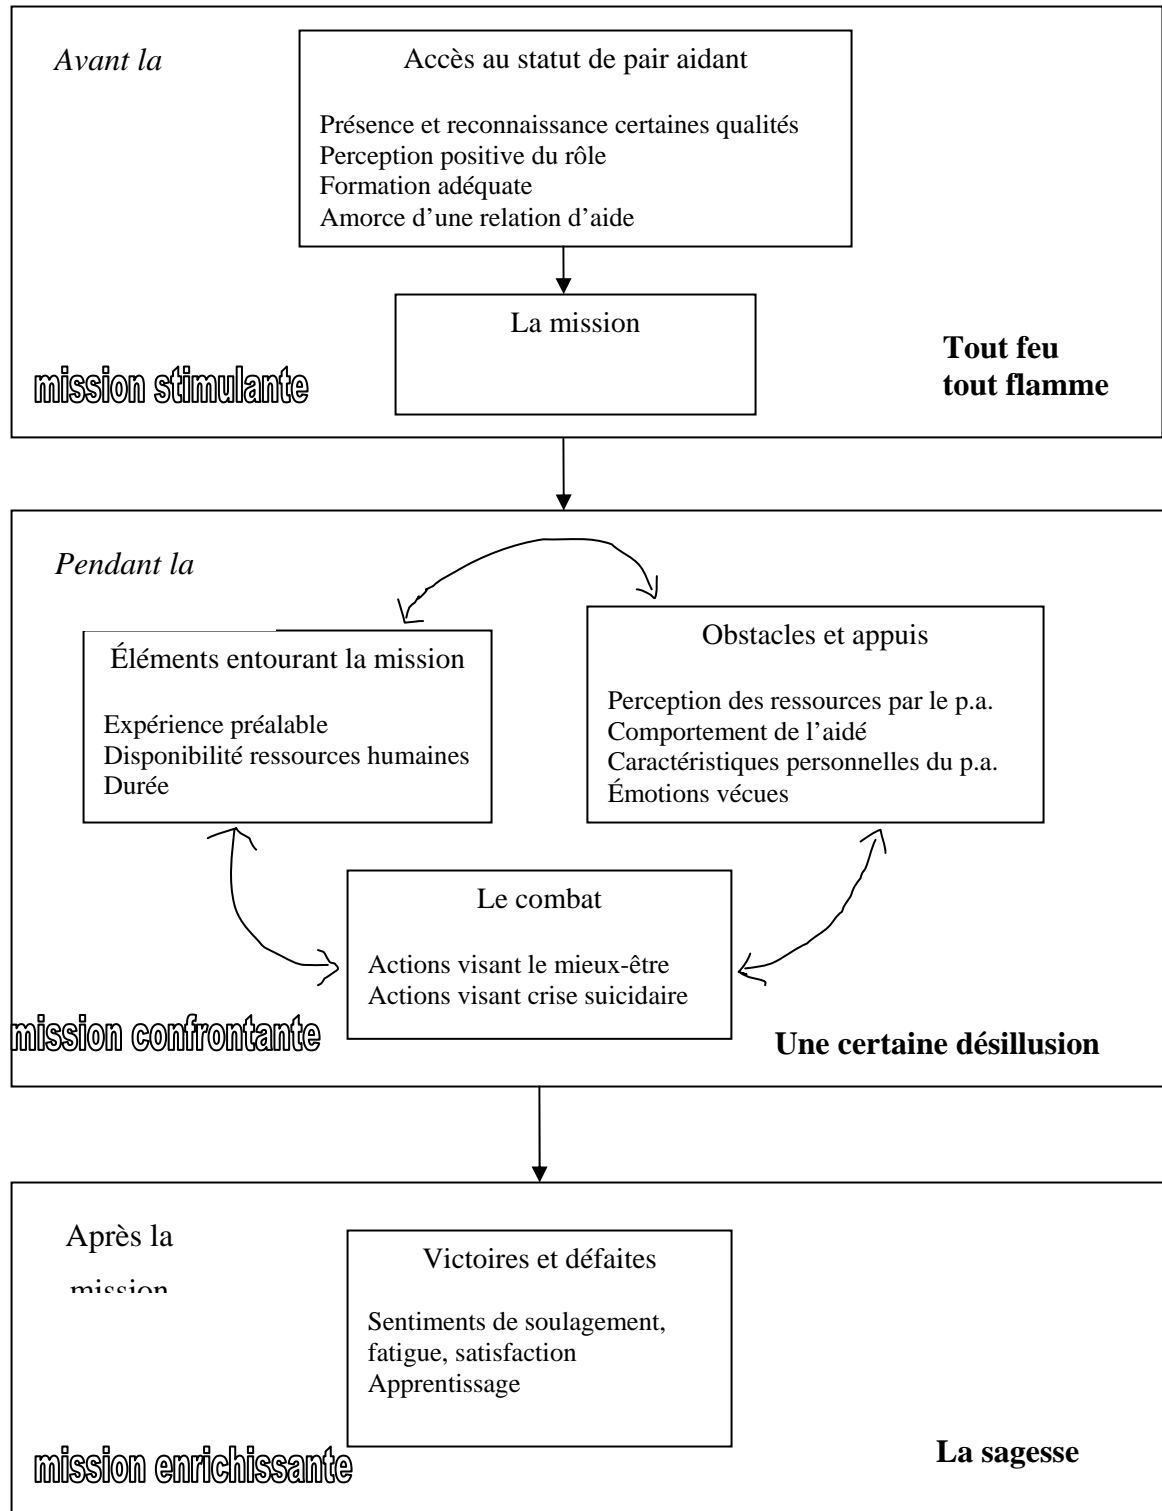 Avant la
Accès au statut de pair aidant
Présence et reconnaissance certaines qualités
Perception positive du rôle
Formation adéquate
Amorce d’une relation d’aide
La mission
mission stimulante
Tout feu
tout flamme
Pendant la
Éléments entourant la mission
Expérience préalable
Disponibilité ressources humaines
Durée
Obstacles et appuis
Perception des ressources par le p.a.
Comportement de l’aidé
Caractéristiques personnelles du p.a.
Émotions vécues
Le combat
Actions visant le mieux-être
Actions visant crise suicidaire
mission confrontante
Une certaine désillusion
Après la
mission
Victoires et défaites
Sentiments de soulagement,
fatigue, satisfaction
Apprentissage
mission enrichissante
La sagesse